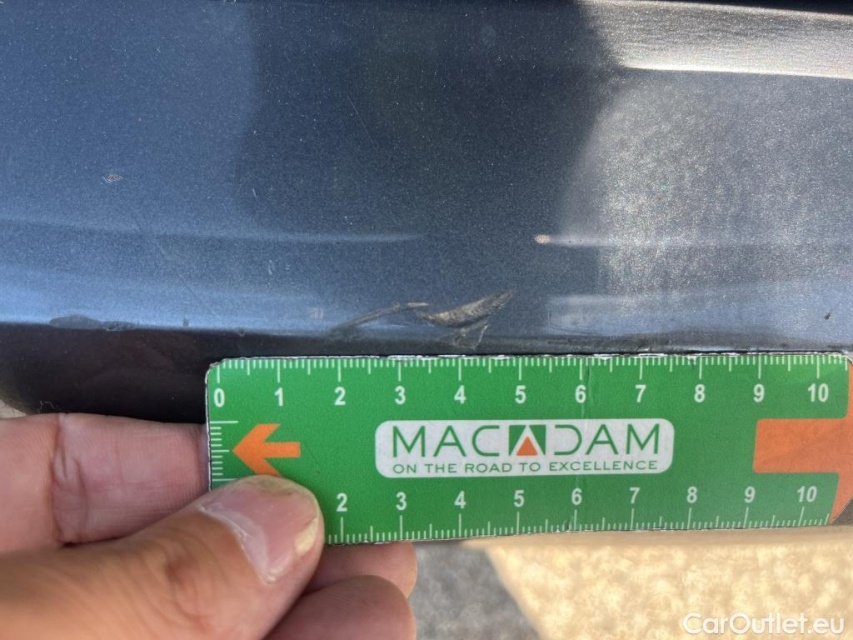 0 1 2 3 4 5 6 7 8 9 10
MACADAM
ON THE ROAD TO EXCELLENCE
2 3 4 5 6 7 8 9 10
CarOutlet.eu